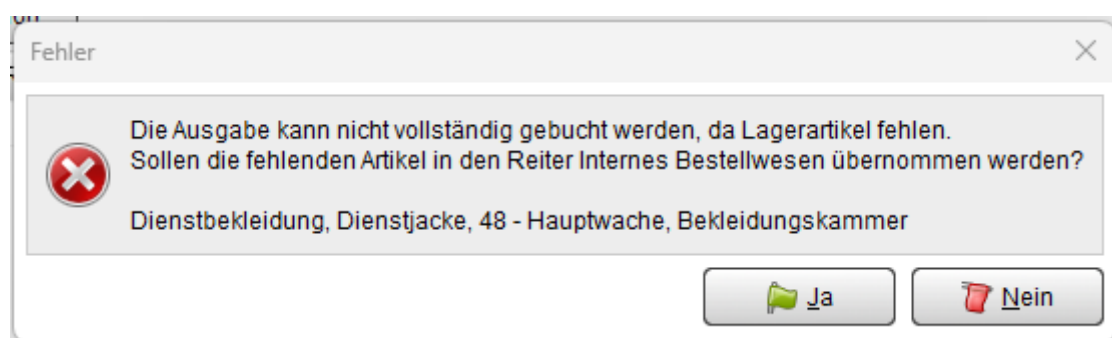 Fehler
Die Ausgabe kann nicht vollständig gebucht werden, da Lagerartikel fehlen.
Sollen die fehlenden Artikel in den Reiter Internes Bestellwesen übernommen werden?
Dienstbekleidung, Dienstjacke, 48 - Hauptwache, Bekleidungskammer
Ja
Nein